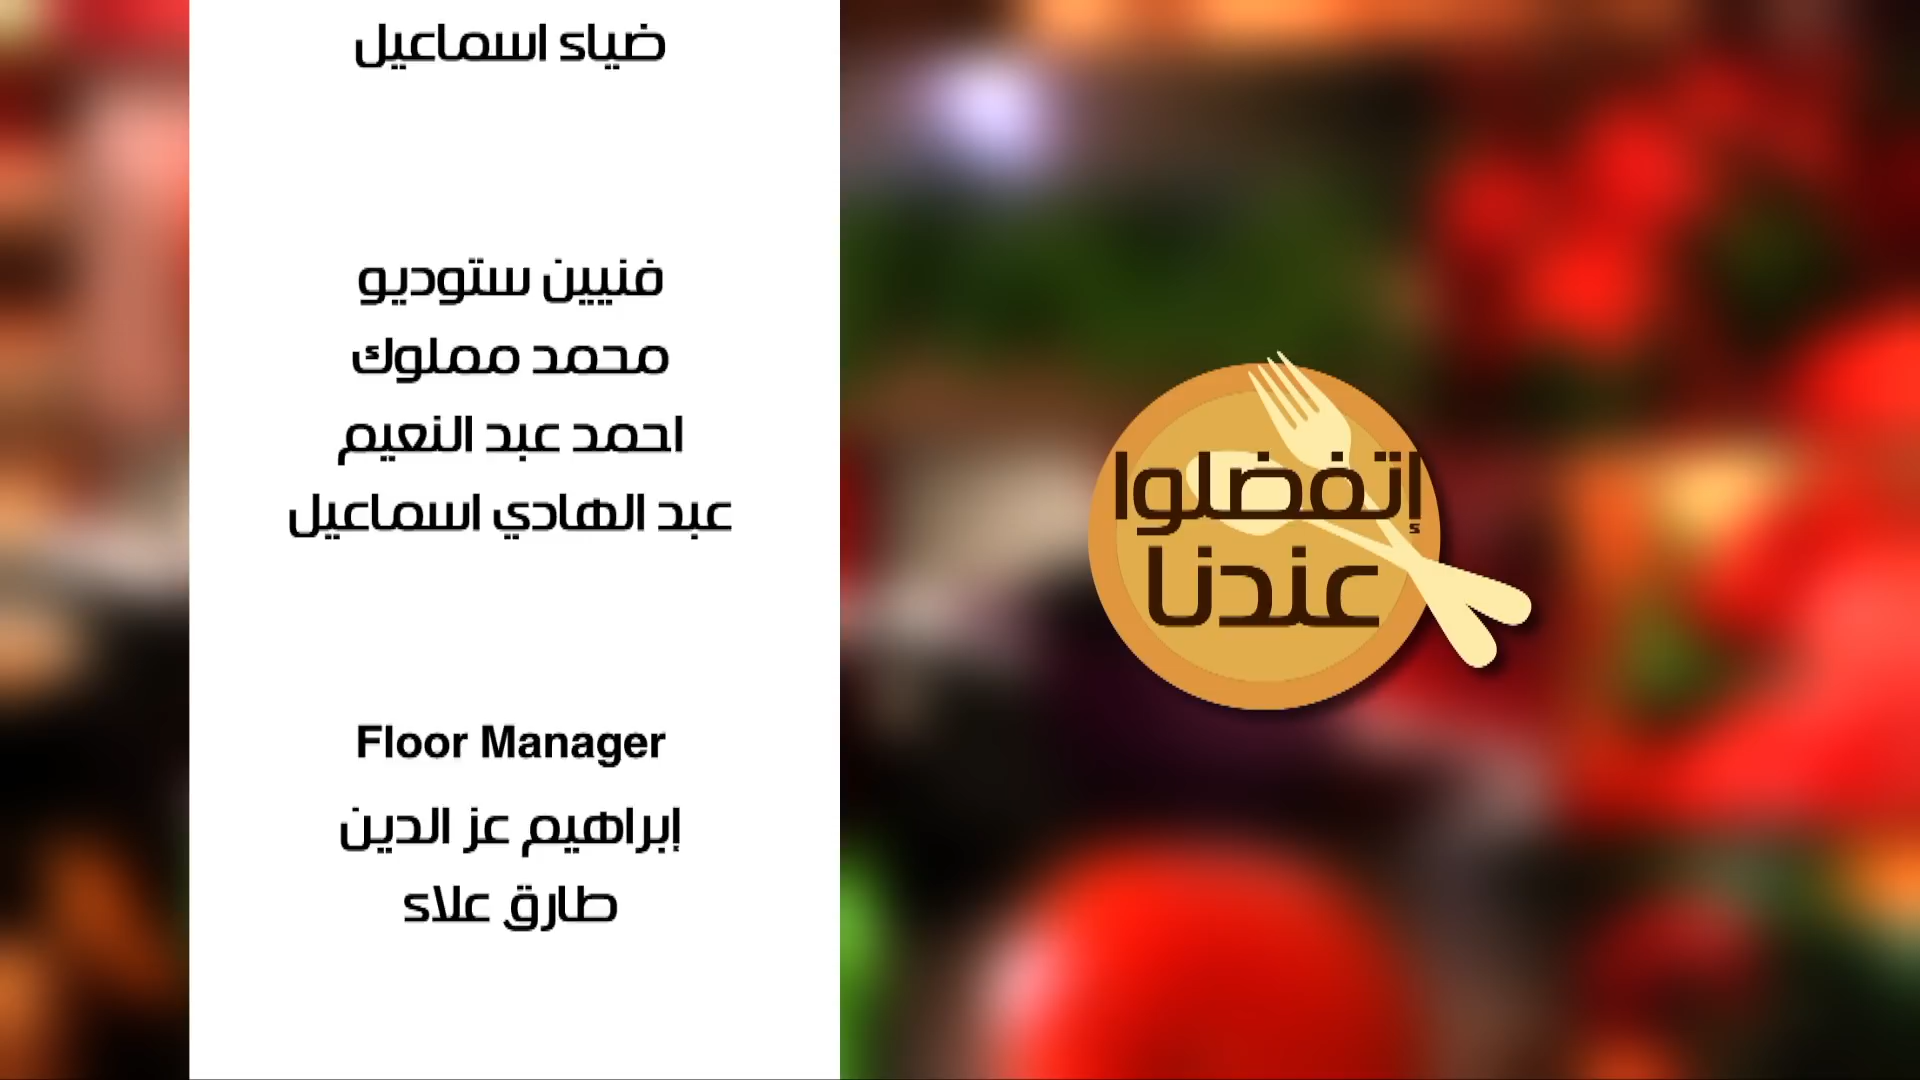 ضياء اسماعيل
فنيين ستوديو
محمد مملوك
احمد عبد النعيم
عبد الهادي اسماعيل
Floor Manager
إبراهيم عز الدين
طارق علاء
إتفضلوا
عندنا